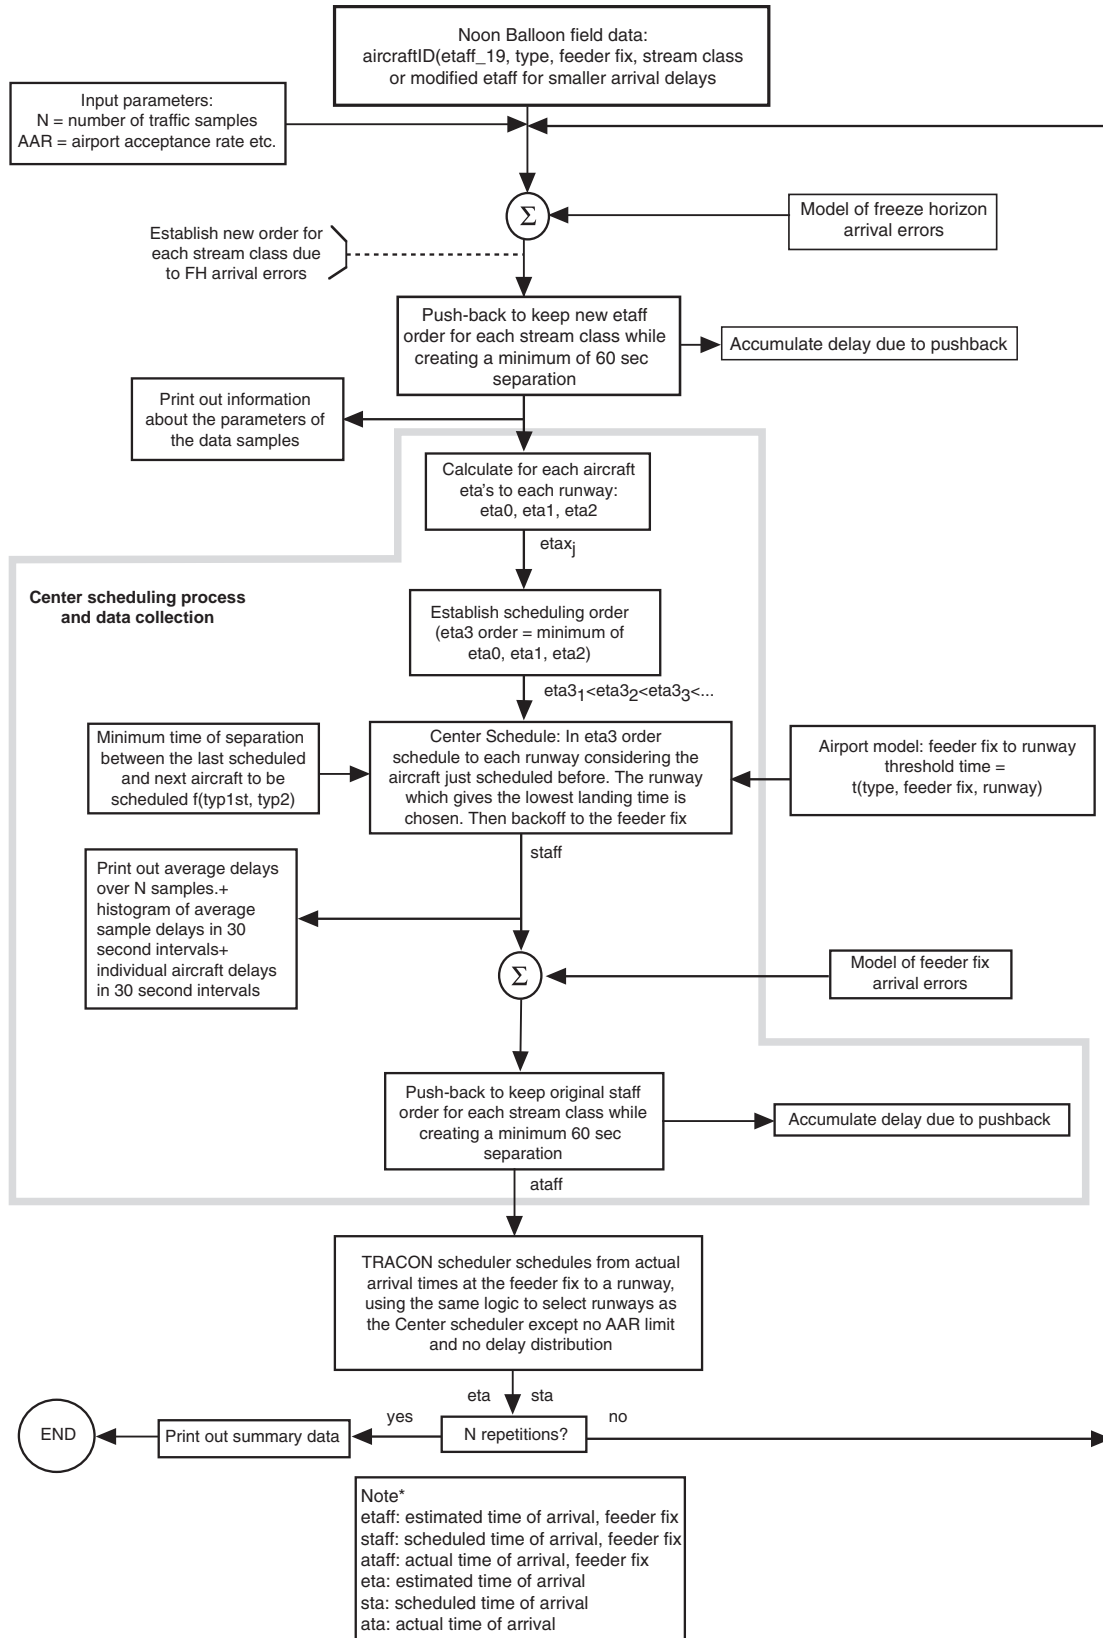 Noon Balloon field data:
aircraftID(etaff_19, type, feeder fix, stream class
or modified etaff for smaller arrival delays
Input parameters:
N = number of traffic samples
AAR = airport acceptance rate etc.
Σ
Model of freeze horizon
arrival errors
Establish new order for
each stream class due
to FH arrival errors
Push-back to keep new etaff
order for each stream class while
creating a minimum of 60 sec
separation
Accumulate delay due to pushback
Print out information
about the parameters of
the data samples
Calculate for each aircraft
eta's to each runway:
eta0, eta1, eta2
etaxj
Center scheduling process
and data collection
Establish scheduling order
(eta3 order = minimum of
eta0, eta1, eta2)
eta31<eta32<eta33<...
Minimum time of separation
between the last scheduled
and next aircraft to be
scheduled f(typ1st, typ2)
Center Schedule: In eta3 order
schedule to each runway considering the
aircraft just scheduled before. The runway
which gives the lowest landing time is
chosen. Then backoff to the feeder fix
Airport model: feeder fix to runway
threshold time =
t(type, feeder fix, runway)
staff
Print out average delays
over N samples.+
histogram of average
sample delays in 30
second intervals+
individual aircraft delays
in 30 second intervals
Σ
Model of feeder fix
arrival errors
Push-back to keep original staff
order for each stream class while
creating a minimum 60 sec
separation
Accumulate delay due to pushback
ataff
TRACON scheduler schedules from actual
arrival times at the feeder fix to a runway,
using the same logic to select runways as
the Center scheduler except no AAR limit
and no delay distribution
eta sta
END
Print out summary data
yes
N repetitions?
no
Note*
etaff: estimated time of arrival, feeder fix
staff: scheduled time of arrival, feeder fix
ataff: actual time of arrival, feeder fix
eta: estimated time of arrival
sta: scheduled time of arrival
ata: actual time of arrival